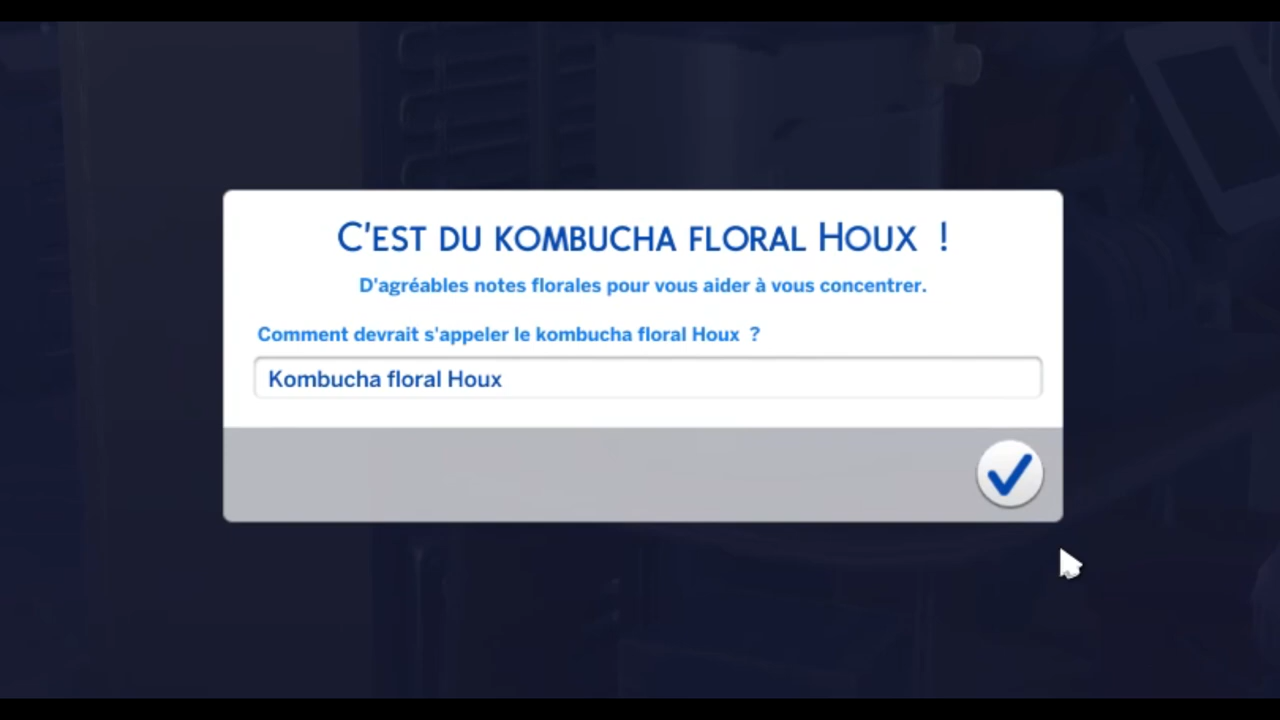 C'est du kombucha floral Houx  !
D'agréables notes florales pour vous aider à vous concentrer.
Comment devrait s'appeler le kombucha floral Houx  ?
Kombucha floral Houx